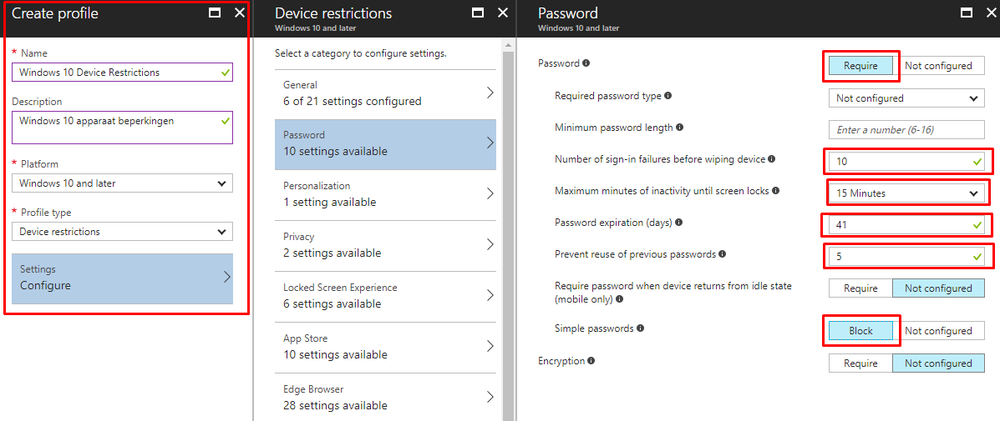 Create profile
* Name
Windows 10 Device Restrictions
Description
Windows 10 apparaat beperkingen
* Platform
Windows 10 and later
* Profile type
Device restrictions
Settings
Configure
Device restrictions
Windows 10 and later
Select a category to configure settings.
General
6 of 21 settings configured
Password
10 settings available
Personalization
1 setting available
Privacy
2 settings available
Locked Screen Experience
6 settings available
App Store
10 settings available
Edge Browser
28 settings available
Password
Windows 10 and later
Password Require Not configured
Required password type Not configured
Minimum password length Enter a number (6-16)
Number of sign-in failures before wiping device 10
Maximum minutes of inactivity until screen locks 15 Minutes
Password expiration (days) 41
Prevent reuse of previous passwords 5
Require password when device returns from idle state
(mobile only) Require Not configured
Simple passwords Block Not configured
Encryption Require Not configured